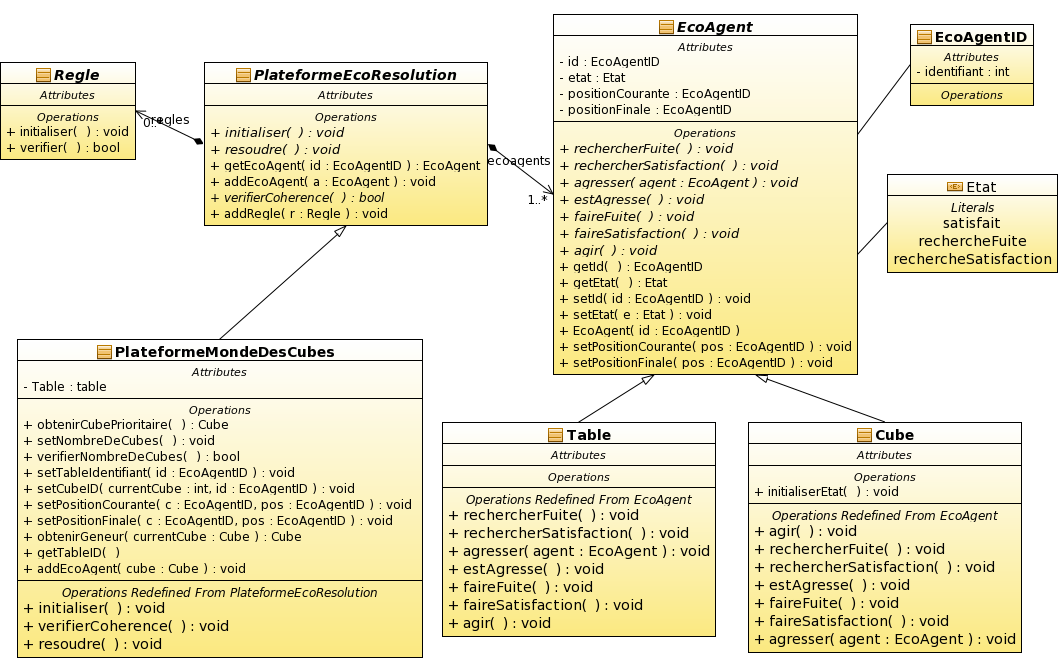 Regle
Attributes
Operations
+ initialiser(  ) : void
+ verifier(  ) : bool
0..*
regles
PlateformeEcoResolution
Attributes
Operations
+ initialiser(  ) : void
+ resoudre(  ) : void
+ getEcoAgent( id : EcoAgentID ) : EcoAgent
+ addEcoAgent( a : EcoAgent ) : void
+ verifierCoherence(  ) : bool
+ addRegle( r : Regle ) : void
ecoagents
1..*
EcoAgent
Attributes
- id : EcoAgentID
- etat : Etat
- positionCourante : EcoAgentID
- positionFinale : EcoAgentID
Operations
+ rechercherFuite(  ) : void
+ rechercherSatisfaction(  ) : void
+ agresser( agent : EcoAgent ) : void
+ estAgresse(  ) : void
+ faireFuite(  ) : void
+ faireSatisfaction(  ) : void
+ agir(  ) : void
+ getId(  ) : EcoAgentID
+ getEtat(  ) : Etat
+ setId( id : EcoAgentID ) : void
+ setEtat( e : Etat ) : void
+ EcoAgent( id : EcoAgentID )
+ setPositionCourante( pos : EcoAgentID ) : void
+ setPositionFinale( pos : EcoAgentID ) : void
EcoAgentID
Attributes
- identifiant : int
Operations
<E> Etat
Literals
satisfait
rechercheFuite
rechercheSatisfaction
PlateformeMondeDesCubes
Attributes
- Table : table
Operations
+ obtenirCubePrioritaire(  ) : Cube
+ setNombreDeCubes(  ) : void
+ verifierNombreDeCubes(  ) : bool
+ setTableIdentifiant( id : EcoAgentID ) : void
+ setCubeID( currentCube : int, id : EcoAgentID ) : void
+ setPositionCourante( c : EcoAgentID, pos : EcoAgentID ) : void
+ setPositionFinale( c : EcoAgentID, pos : EcoAgentID ) : void
+ obtenirGeneur( currentCube : Cube ) : Cube
+ getTableID(  )
+ addEcoAgent( cube : Cube ) : void
Operations Redefined From PlateformeEcoResolution
+ initialiser(  ) : void
+ verifierCoherence(  ) : void
+ resoudre(  ) : void
Table
Attributes
Operations
Operations Redefined From EcoAgent
+ rechercherFuite(  ) : void
+ rechercherSatisfaction(  ) : void
+ agresser( agent : EcoAgent ) : void
+ estAgresse(  ) : void
+ faireFuite(  ) : void
+ faireSatisfaction(  ) : void
+ agir(  ) : void
Cube
Attributes
Operations
+ initialiserEtat(  ) : void
Operations Redefined From EcoAgent
+ agir(  ) : void
+ rechercherFuite(  ) : void
+ rechercherSatisfaction(  ) : void
+ estAgresse(  ) : void
+ faireFuite(  ) : void
+ faireSatisfaction(  ) : void
+ agresser( agent : EcoAgent ) : void